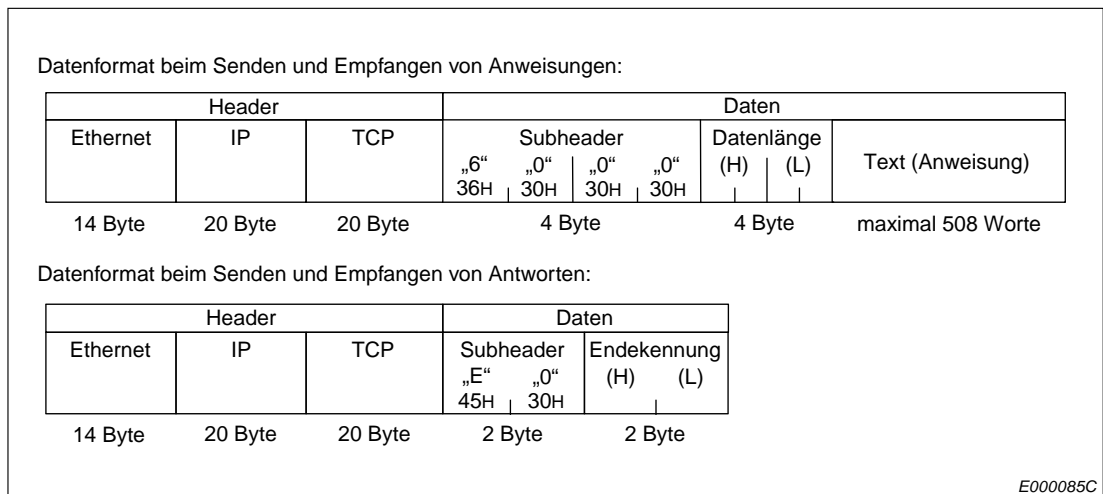 Datenformat beim Senden und Empfangen von Anweisungen:
Header Daten
Ethernet IP TCP Subheader Datenlänge Text (Anweisung)
„6“ „0“ „0“ „0“ (H) (L)
36H 30H 30H 30H
14 Byte 20 Byte 20 Byte 4 Byte 4 Byte maximal 508 Worte
Datenformat beim Senden und Empfangen von Antworten:
Header Daten
Ethernet IP TCP Subheader Endekennung
„E“ „0“ (H) (L)
45H 30H
14 Byte 20 Byte 20 Byte 2 Byte 2 Byte
E000085C